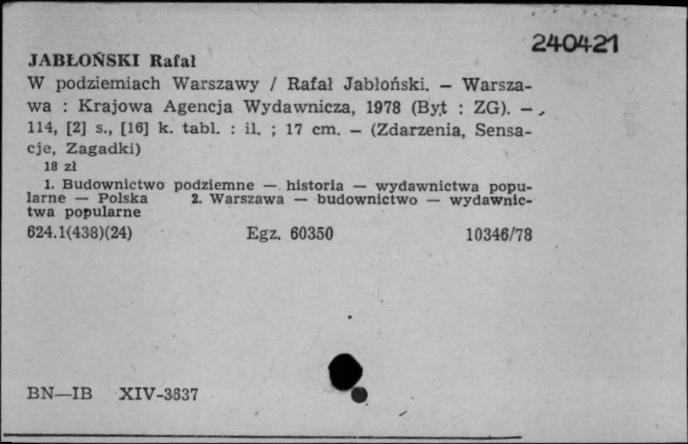 240421
JABŁOŃSKI Rafał
W podziemiach Warszawy / Rafał Jabłoński. — Warsza-
wa : Krajowa Agencja Wydawnicza, 1978 (Byt : ZG). —
114, [2] s., [16] k. tabl. : il. ; 17 cm. — (Zdarzenia, Sensa-
cje, Zagadki)
18 zł
1. Budownictwo podziemne — historia — wydawnictwa popu-
larne — Polska 2. Warszawa — budownictwo — wydawnic-
twa popularne
624.1(438)(24) Egz. 60350 10346/78
BN—IB XIV-3637